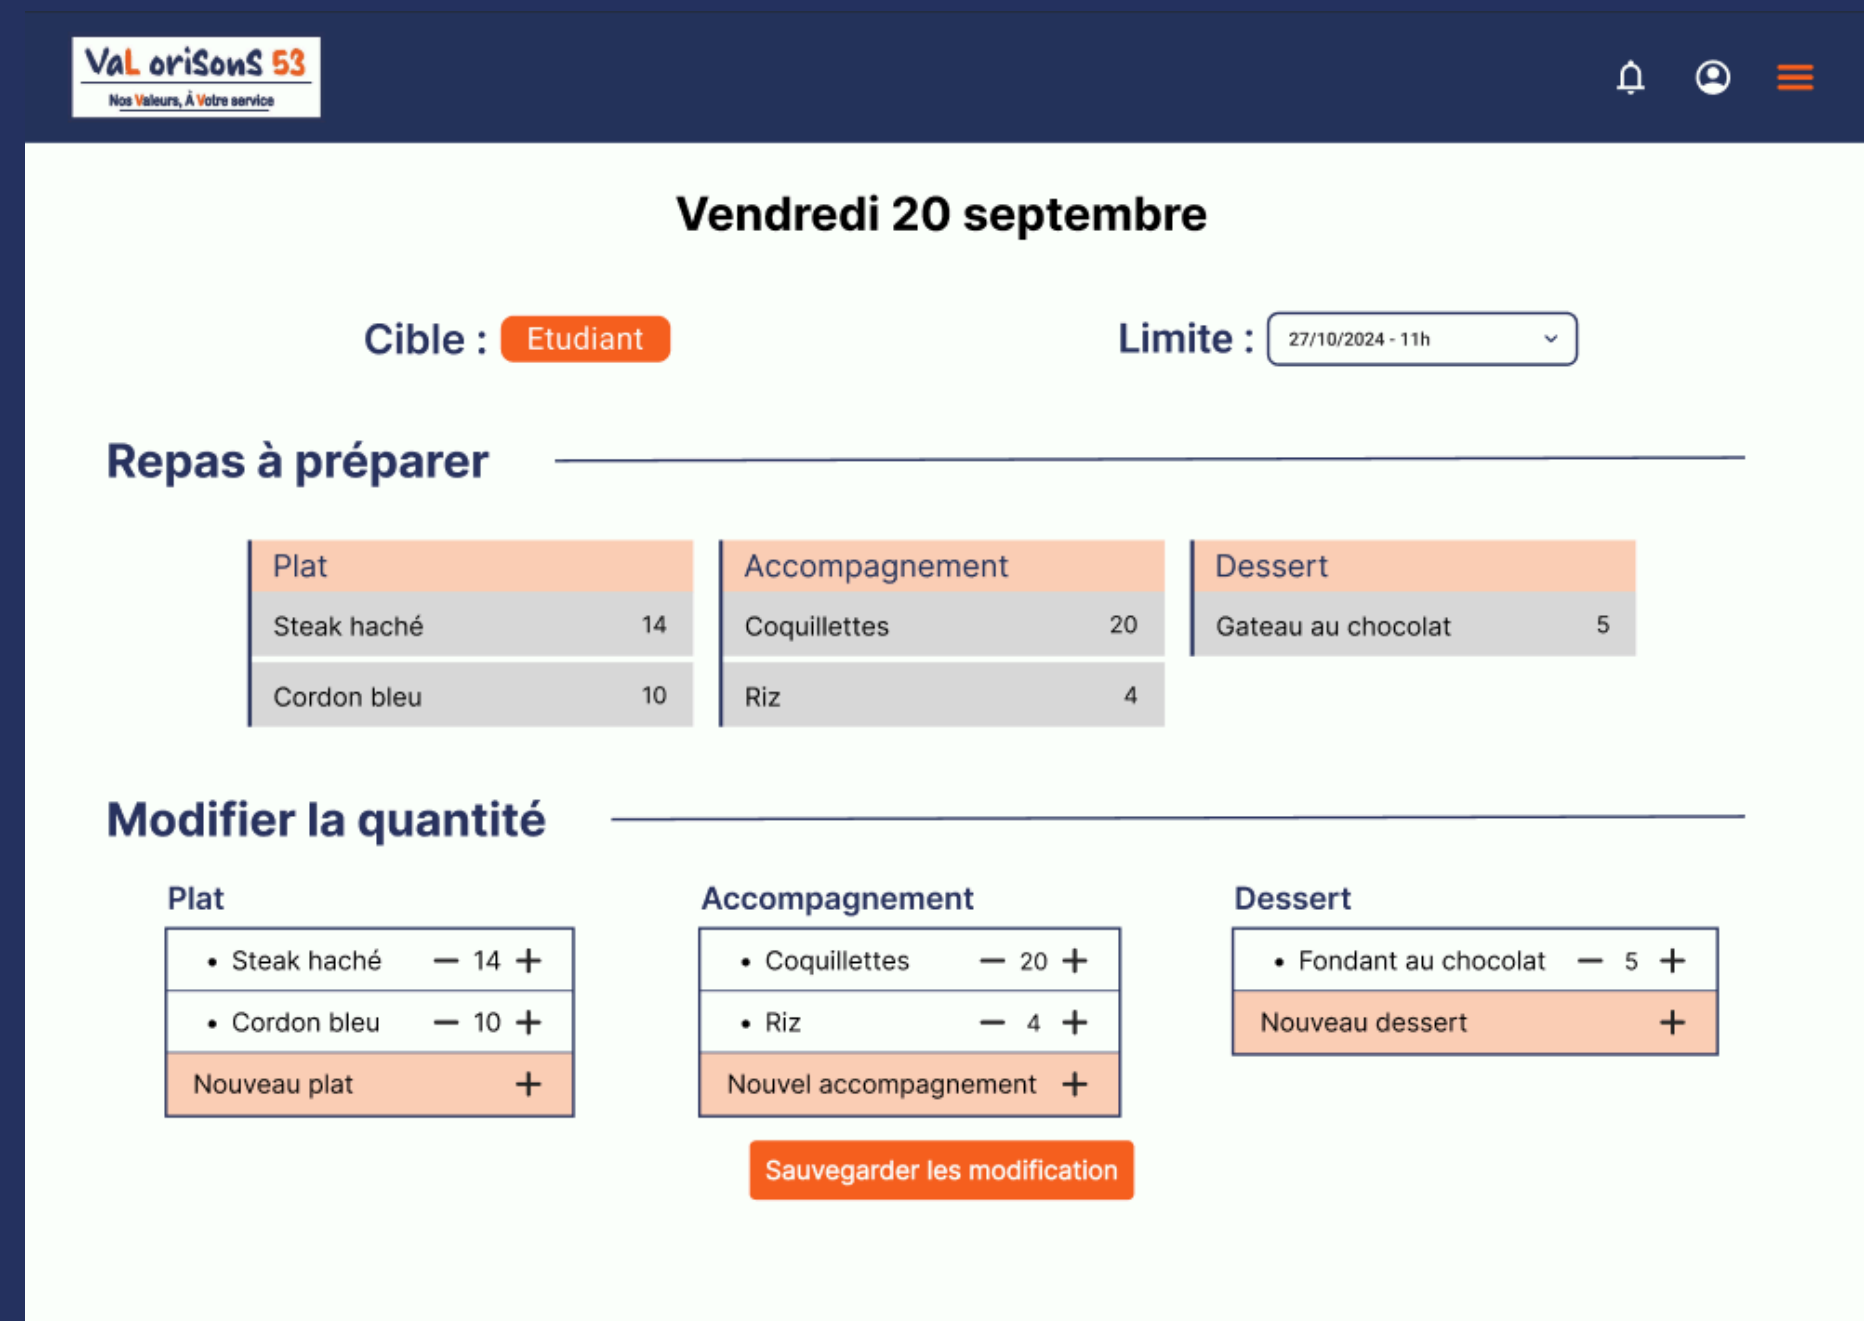 VaL oriSonS 53
Nos Valeurs, À Votre service
Vendredi 20 septembre
Cible : Etudiant
Limite : 27/10/2024 - 11h
Repas à préparer
Plat
Steak haché 14
Cordon bleu 10
Accompagnement
Coquillettes 20
Riz 4
Dessert
Gateau au chocolat 5
Modifier la quantité
Plat
• Steak haché — 14 +
• Cordon bleu — 10 +
Nouveau plat +
Accompagnement
• Coquillettes — 20 +
• Riz — 4 +
Nouvel accompagnement +
Dessert
• Fondant au chocolat — 5 +
Nouveau dessert +
Sauvegarder les modification